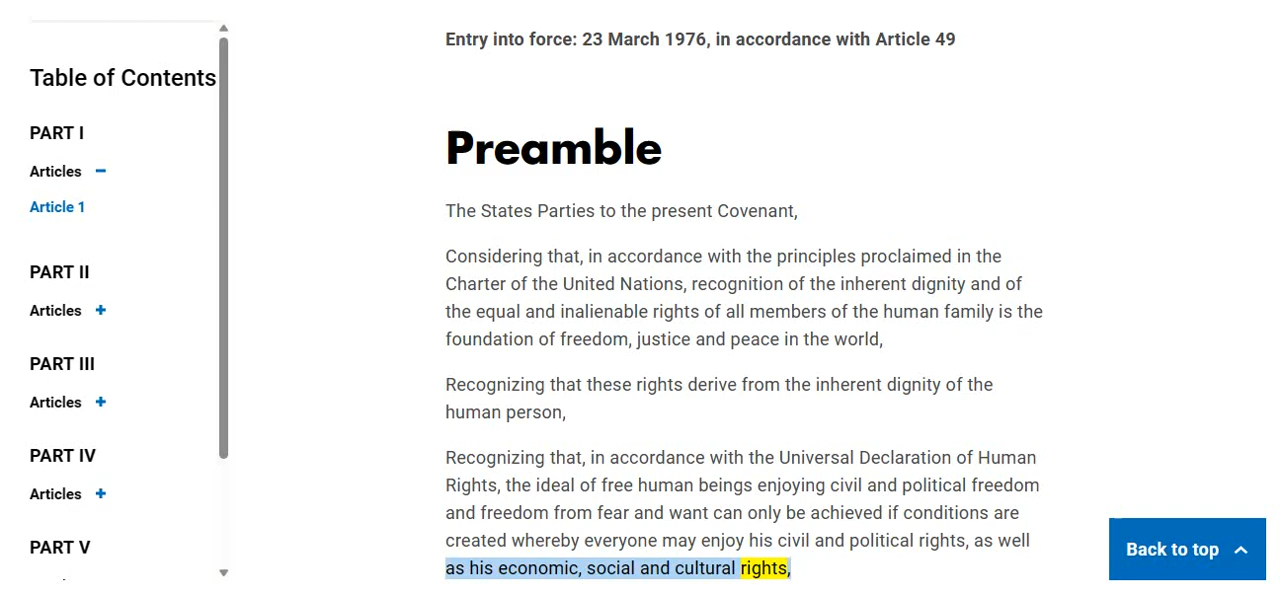 Table of Contents
PART I
Articles
Article 1
PART II
Articles
PART III
Articles
PART IV
Articles
PART V
Entry into force: 23 March 1976, in accordance with Article 49
Preamble
The States Parties to the present Covenant,
Considering that, in accordance with the principles proclaimed in the
Charter of the United Nations, recognition of the inherent dignity and of
the equal and inalienable rights of all members of the human family is the
foundation of freedom, justice and peace in the world,
Recognizing that these rights derive from the inherent dignity of the
human person,
Recognizing that, in accordance with the Universal Declaration of Human
Rights, the ideal of free human beings enjoying civil and political freedom
and freedom from fear and want can only be achieved if conditions are
created whereby everyone may enjoy his civil and political rights, as well
as his economic, social and cultural rights,
Back to top